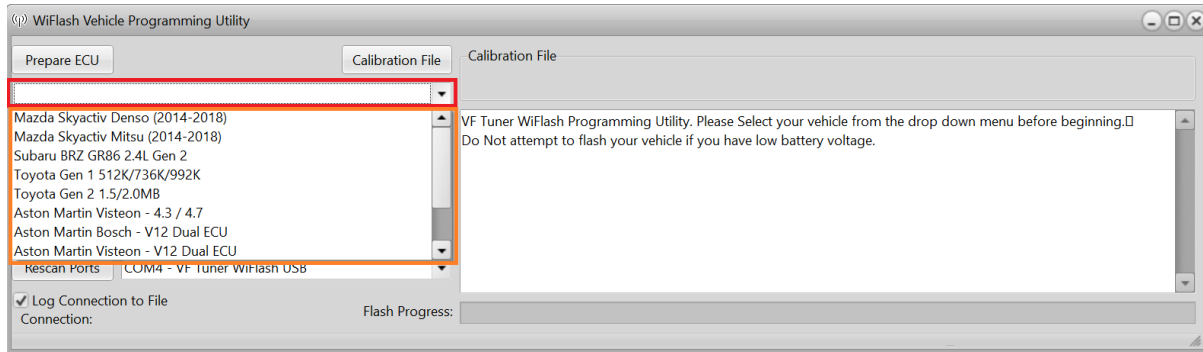 WiFlash Vehicle Programming Utility
Prepare ECU
Calibration File
Calibration File
Mazda Skyactiv Denso (2014-2018)
Mazda Skyactiv Mitsu (2014-2018)
Subaru BRZ GR86 2.4L Gen 2
Toyota Gen 1 512K/736K/992K
Toyota Gen 2 1.5/2.0MB
Aston Martin Visteon - 4.3 / 4.7
Aston Martin Bosch - V12 Dual ECU
Aston Martin Visteon - V12 Dual ECU
VF Tuner WiFlash Programming Utility. Please Select your vehicle from the drop down menu before beginning.
Do Not attempt to flash your vehicle if you have low battery voltage.
Rescan Ports
COM4 - VF Tuner WiFlash USB
Log Connection to File
Connection:
Flash Progress: